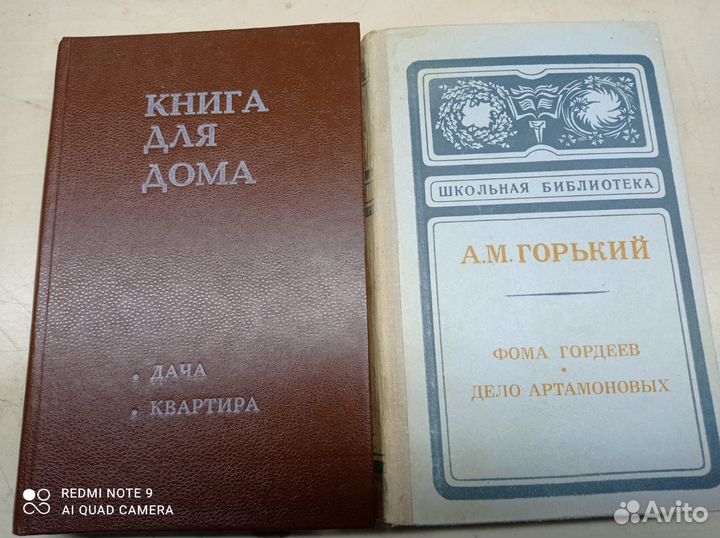 КНИГА
ДЛЯ
ДОМА
• ДАЧА
• КВАРТИРА
ШКОЛЬНАЯ БИБЛИОТЕКА
А.М. ГОРЬКИЙ
ФОМА ГОРДЕЕВ
•
ДЕЛО АРТАМОНОВЫХ
REDMI NOTE 9
AI QUAD CAMERA
Avito